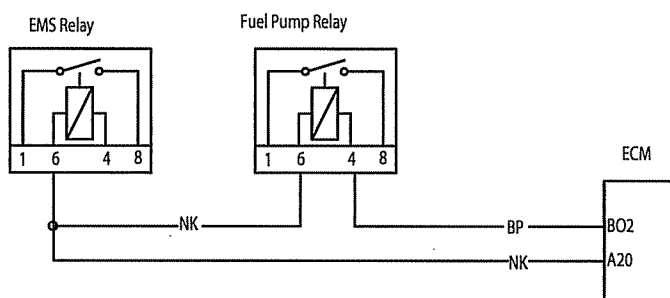 EMS Relay
Fuel Pump Relay
1 6 4 8
1 6 4 8
ECM
NK
BP
BO2
NK
A20